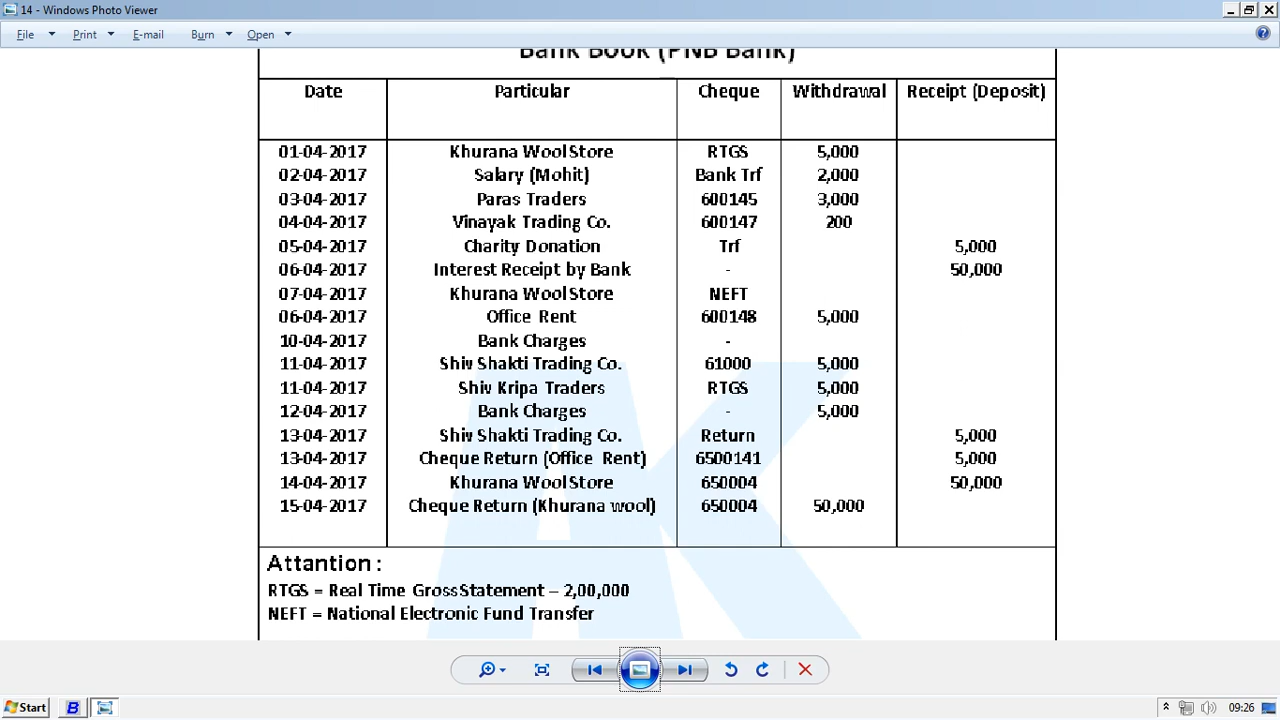 14 - Windows Photo Viewer
File Print E-mail Burn Open
Bank Book (PNB Bank)
Date Particular Cheque Withdrawal Receipt (Deposit)
01-04-2017 Khurana Wool Store RTGS 5,000
02-04-2017 Salary (Mohit) Bank Trf 2,000
03-04-2017 Paras Traders 600145 3,000
04-04-2017 Vinayak Trading Co. 600147 200
05-04-2017 Charity Donation Trf 5,000
06-04-2017 Interest Receipt by Bank - 50,000
07-04-2017 Khurana Wool Store NEFT
06-04-2017 Office Rent 600148 5,000
10-04-2017 Bank Charges -
11-04-2017 Shiv Shakti Trading Co. 61000 5,000
11-04-2017 Shiv Kripa Traders RTGS 5,000
12-04-2017 Bank Charges - 5,000
13-04-2017 Shiv Shakti Trading Co. Return 5,000
13-04-2017 Cheque Return (Office Rent) 6500141 5,000
14-04-2017 Khurana Wool Store 650004 50,000
15-04-2017 Cheque Return (Khurana wool) 650004 50,000
Attantion :
RTGS = Real Time Gross Statement – 2,00,000
NEFT = National Electronic Fund Transfer
Start B 09:26